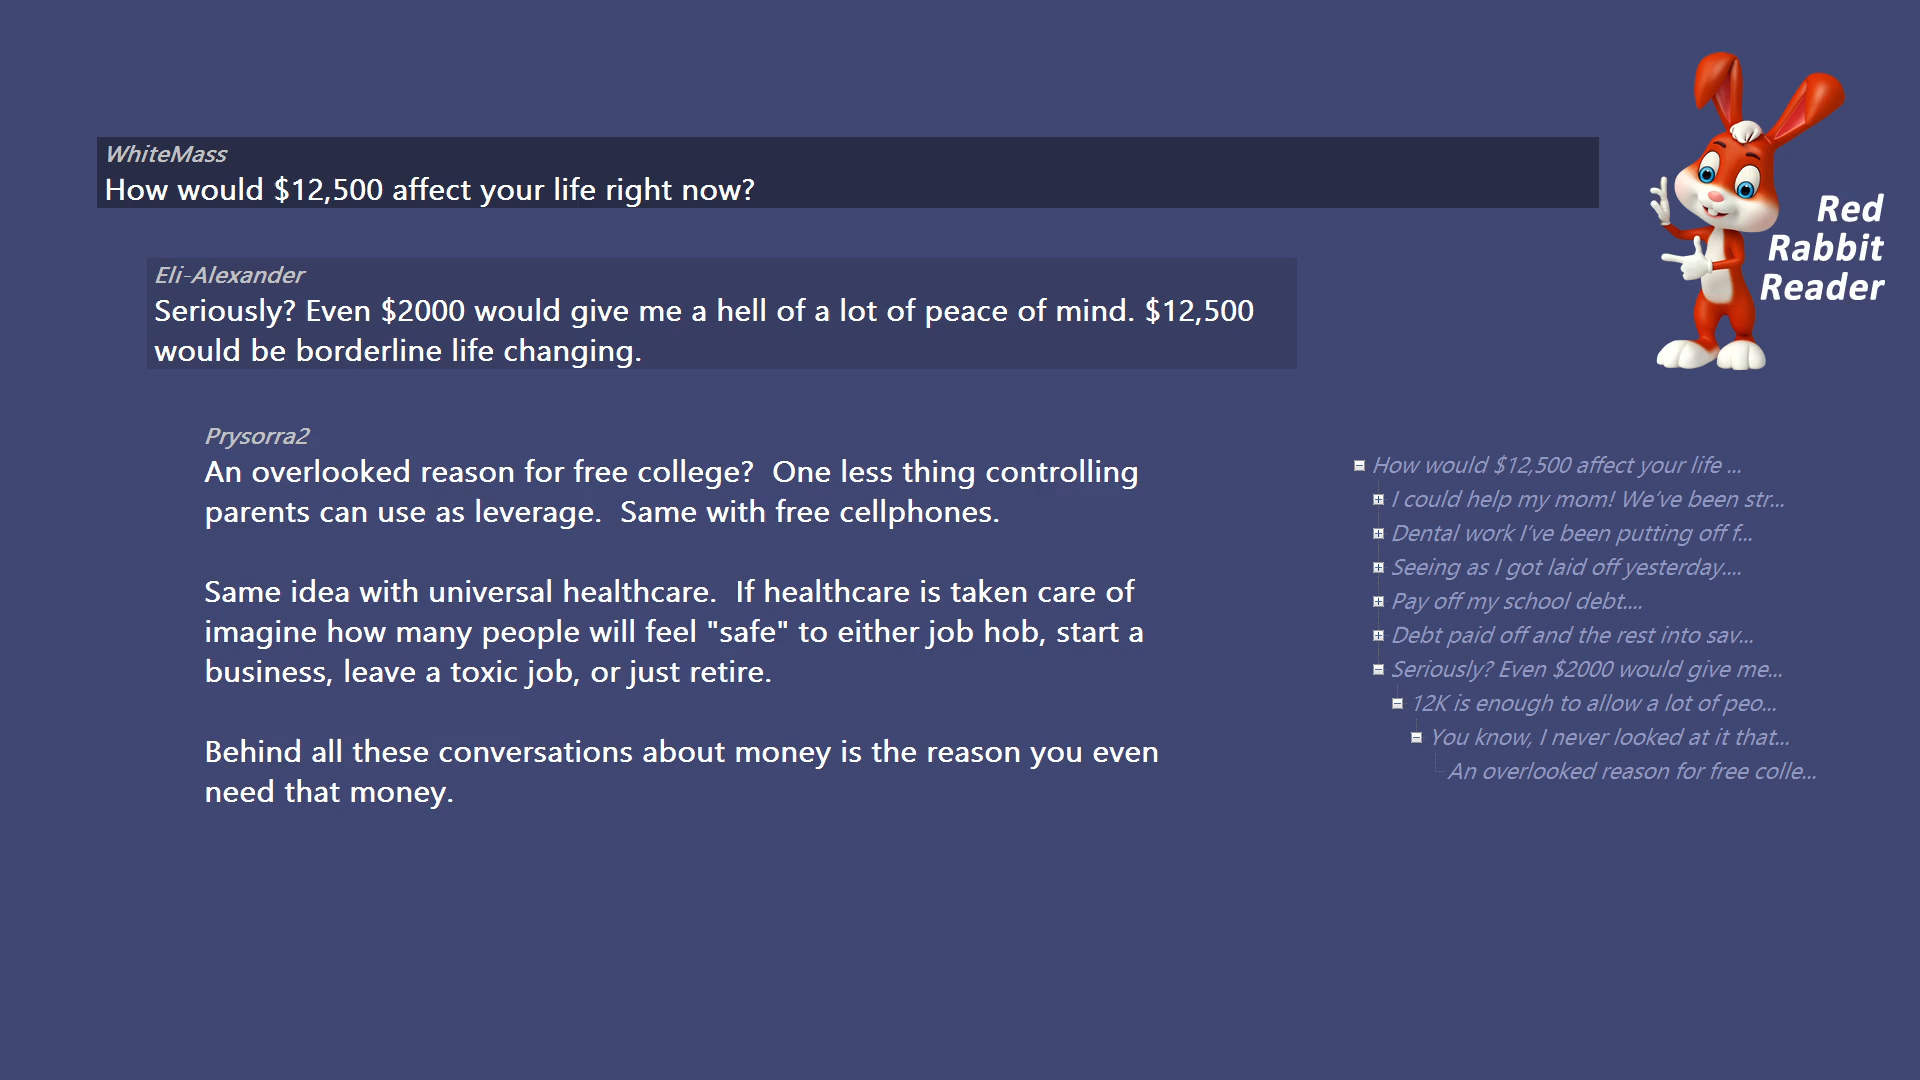 WhiteMass
How would $12,500 affect your life right now?
Eli-Alexander
Seriously? Even $2000 would give me a hell of a lot of peace of mind. $12,500
would be borderline life changing.
Prysorra2
An overlooked reason for free college?  One less thing controlling
parents can use as leverage.  Same with free cellphones.
Same idea with universal healthcare.  If healthcare is taken care of
imagine how many people will feel "safe" to either job hob, start a
business, leave a toxic job, or just retire.
Behind all these conversations about money is the reason you even
need that money.
Red
Rabbit
Reader
How would $12,500 affect your life ...
I could help my mom! We've been str...
Dental work I've been putting off f...
Seeing as I got laid off yesterday....
Pay off my school debt....
Debt paid off and the rest into sav...
Seriously? Even $2000 would give me...
12K is enough to allow a lot of peo...
You know, I never looked at it that...
An overlooked reason for free colle...